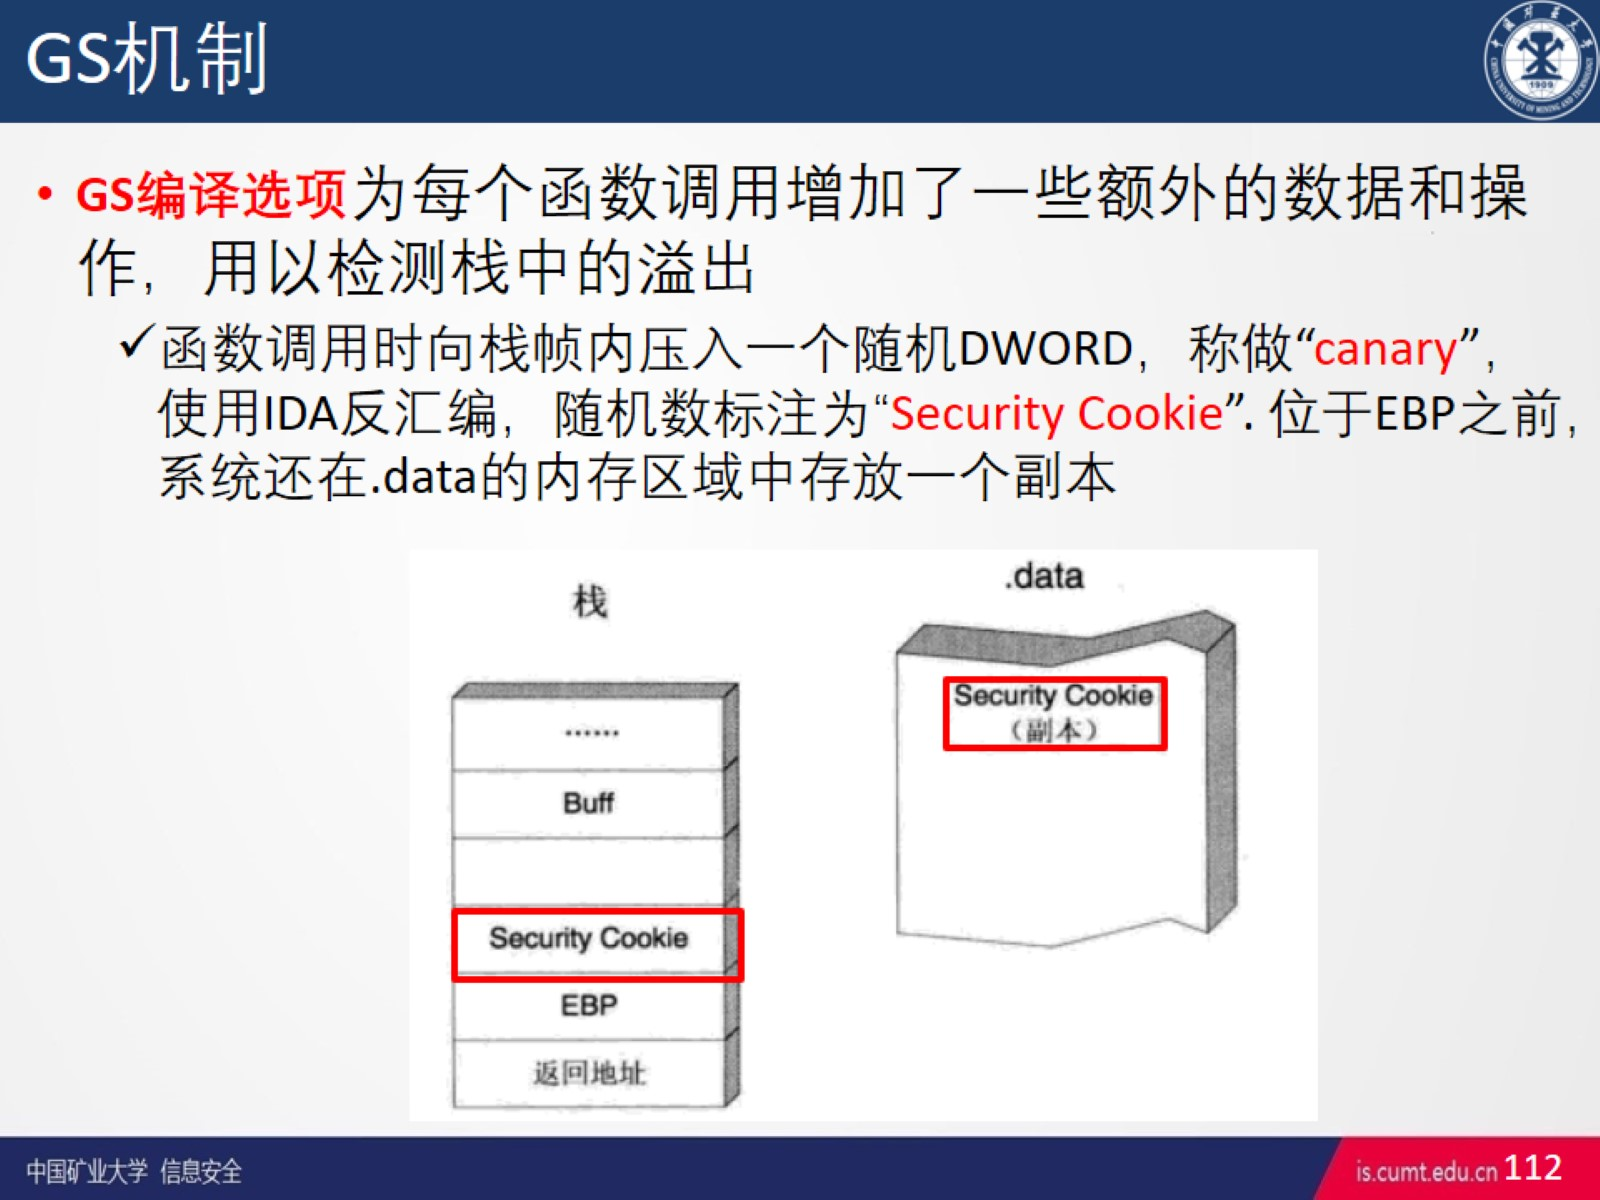 GS机制
• GS编译选项为每个函数调用增加了一些额外的数据和操
作，用以检测栈中的溢出
✓函数调用时向栈帧内压入一个随机DWORD，称做“canary”，
使用IDA反汇编，随机数标注为“Security Cookie”. 位于EBP之前，
系统还在.data的内存区域中存放一个副本
栈
……
Buff
Security Cookie
EBP
返回地址
.data
Security Cookie
（副本）
中国矿业大学 信息安全
is.cumt.edu.cn 112
CHINA UNIVERSITY OF MINING AND TECHNOLOGY
1909